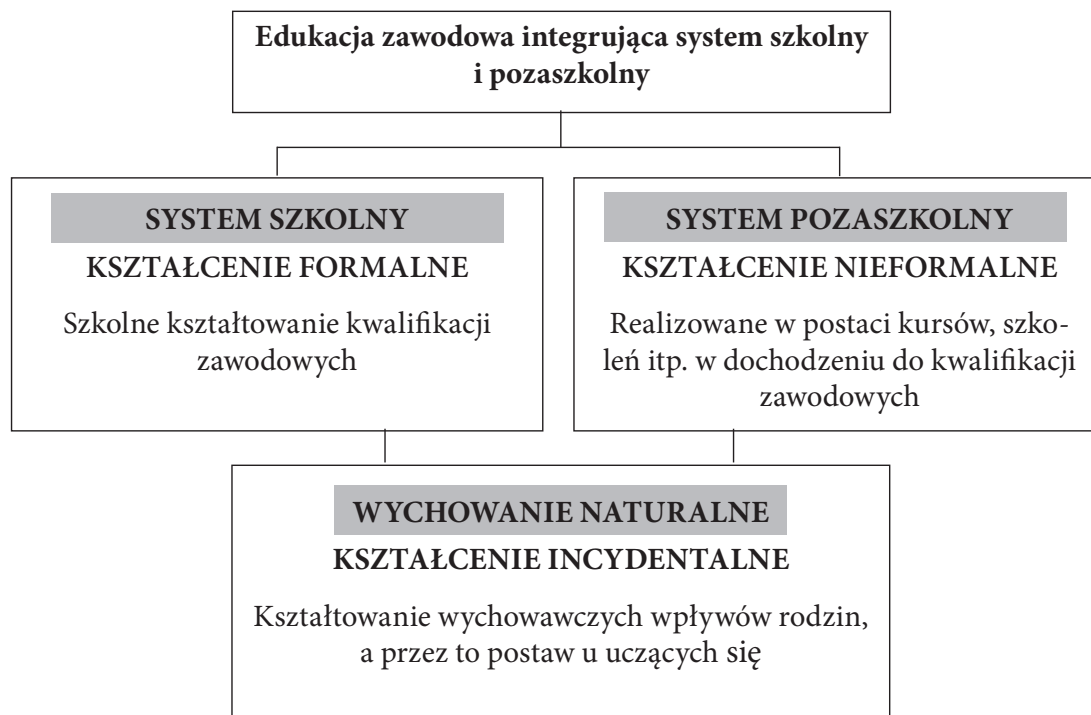 Edukacja zawodowa integrująca system szkolny
i pozaszkolny
SYSTEM SZKOLNY
KSZTAŁCENIE FORMALNE
Szkolne kształtowanie kwalifikacji
zawodowych
SYSTEM POZASZKOLNY
KSZTAŁCENIE NIEFORMALNE
Realizowane w postaci kursów, szko-
leń itp. w dochodzeniu do kwalifikacji
zawodowych
WYCHOWANIE NATURALNE
KSZTAŁCENIE INCYDENTALNE
Kształtowanie wychowawczych wpływów rodzin,
a przez to postaw u uczących się